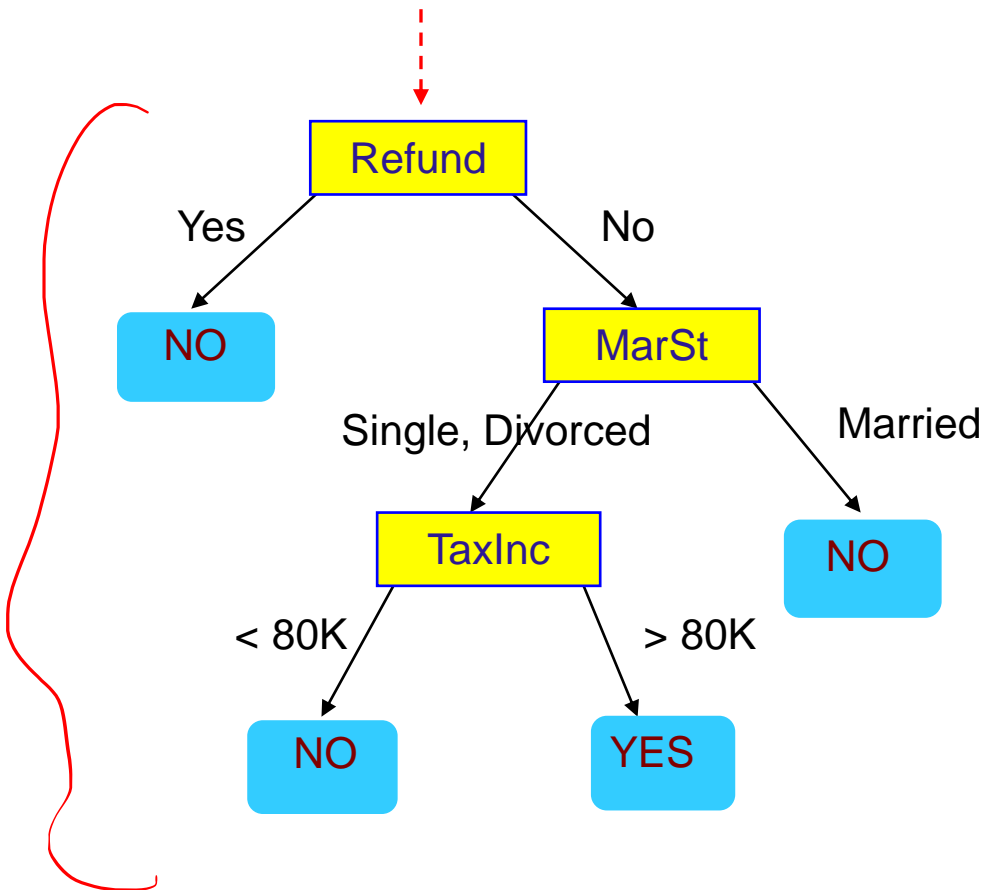 Refund
Yes
No
NO
MarSt
Single, Divorced
Married
TaxInc
NO
< 80K
> 80K
NO
YES